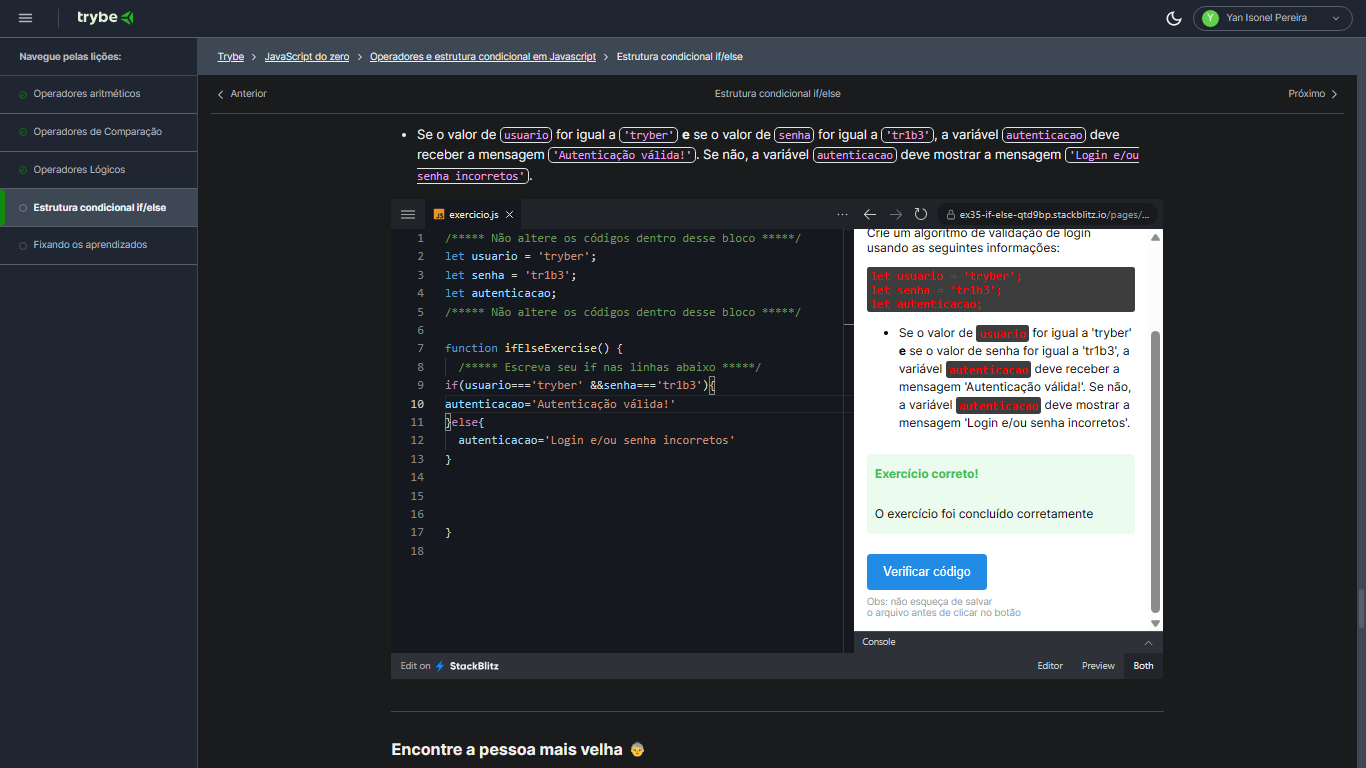 trybe
Yan Isonel Pereira
Navegue pelas lições:
Operadores aritméticos
Operadores de Comparação
Operadores Lógicos
Estrutura condicional if/else
Fixando os aprendizados
Trybe > JavaScript do zero > Operadores e estrutura condicional em Javascript > Estrutura condicional if/else
Anterior
Estrutura condicional if/else
Próximo
• Se o valor de usuario for igual a 'tryber' e se o valor de senha for igual a 'tr1b3', a variável autenticacao deve
receber a mensagem 'Autenticação válida!'. Se não, a variável autenticacao deve mostrar a mensagem 'Login e/ou
senha incorretos'.
JS exercicio.js
ex35-if-else-qtd9bp.stackblitz.io/pages/...
1 /***** Não altere os códigos dentro desse bloco *****/
2 let usuario = 'tryber';
3 let senha = 'tr1b3';
4 let autenticacao;
5 /***** Não altere os códigos dentro desse bloco *****/
6
7 function ifElseExercise() {
8 /***** Escreva seu if nas linhas abaixo *****/
9 if(usuario==='tryber' &&senha==='tr1b3'){
10 autenticacao='Autenticação válida!'
11 }else{
12 autenticacao='Login e/ou senha incorretos'
13 }
14
15
16
17 }
18
Crie um algoritmo de validação de login
usando as seguintes informações:
let usuario = 'tryber';
let senha = 'tr1b3';
let autenticacao;
• Se o valor de usuario for igual a 'tryber'
e se o valor de senha for igual a 'tr1b3', a
variável autenticacao deve receber a
mensagem 'Autenticação válida!'. Se não,
a variável autenticacao deve mostrar a
mensagem 'Login e/ou senha incorretos'.
Exercício correto!
O exercício foi concluído corretamente
Verificar código
Obs: não esqueça de salvar
o arquivo antes de clicar no botão
Console
Edit on StackBlitz
Editor
Preview
Both
Encontre a pessoa mais velha 👵